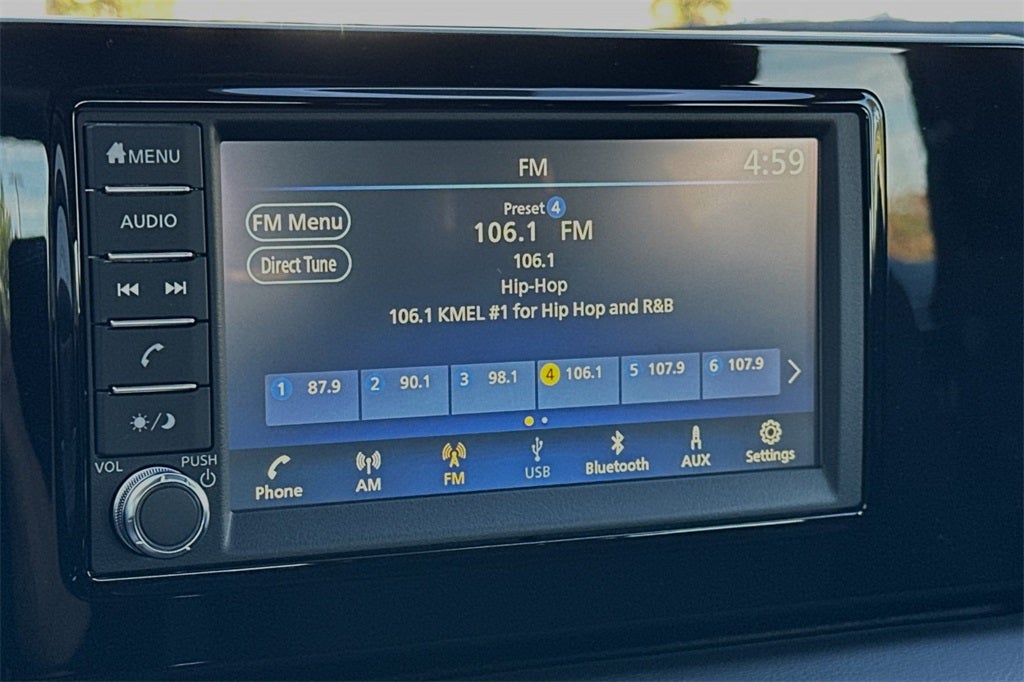 MENU
AUDIO
VOL
PUSH
FM
4:59
FM Menu
Direct Tune
Preset 4
106.1 FM
106.1
Hip-Hop
106.1 KMEL #1 for Hip Hop and R&B
1 87.9 2 90.1 3 98.1 4 106.1 5 107.9 6 107.9
Phone AM FM USB Bluetooth AUX Settings